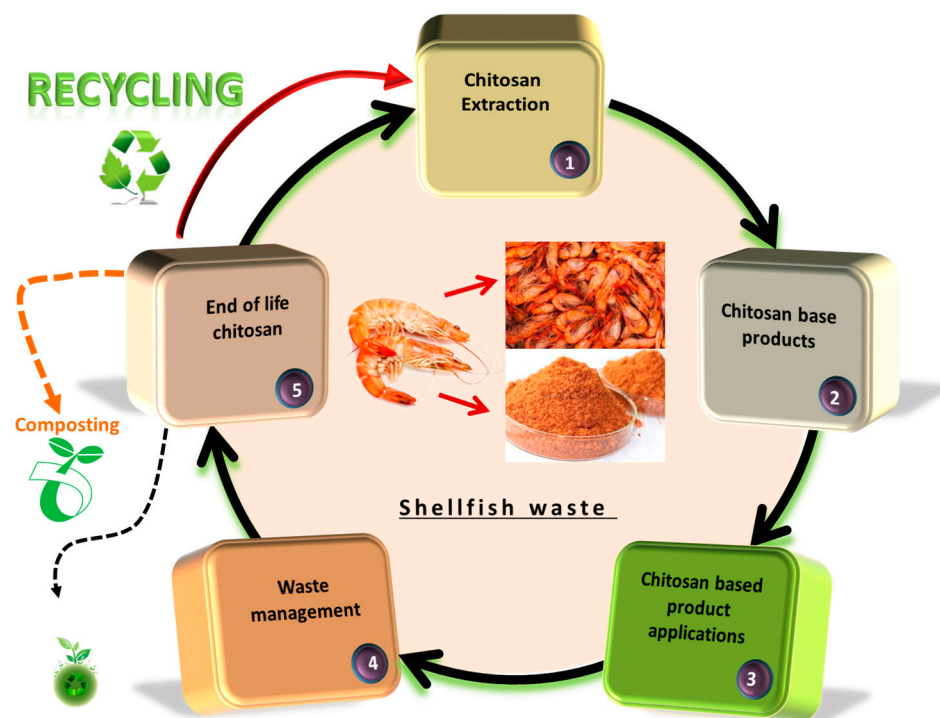 RECYCLING
Chitosan
Extraction
1
Chitosan base
products
2
Chitosan based
product
applications
3
Waste
management
4
End of life
chitosan
5
Composting
Shellfish waste